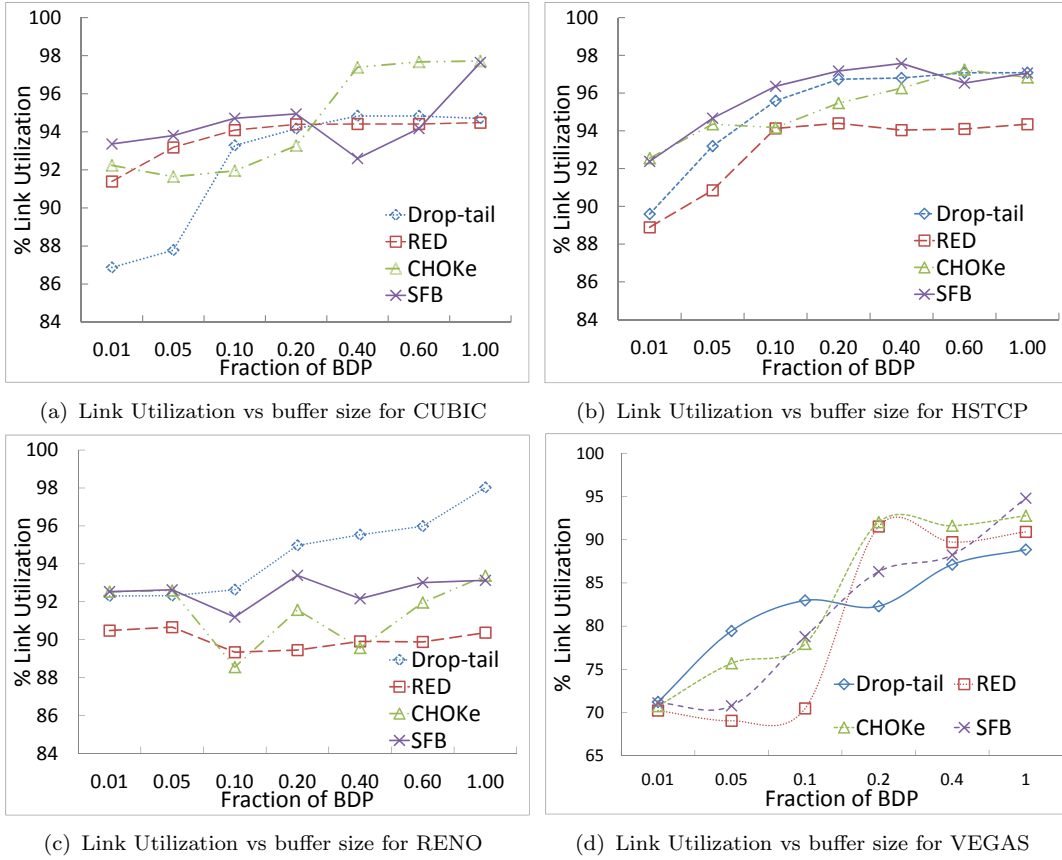 100
98
96
94
92
90
88
86
84
% Link Utilization
Drop-tail
RED
CHOKe
SFB
0.01 0.05 0.10 0.20 0.40 0.60 1.00
Fraction of BDP
(a) Link Utilization vs buffer size for CUBIC
100
98
96
94
92
90
88
86
84
% Link Utilization
Drop-tail
RED
CHOKe
SFB
0.01 0.05 0.10 0.20 0.40 0.60 1.00
Fraction of BDP
(b) Link Utilization vs buffer size for HSTCP
100
98
96
93
92
90
88
86
84
% Link Utilization
Drop-tail
RED
CHOKe
SFB
0.01 0.05 0.10 0.20 0.40 0.60 1.00
Fraction of BDP
(c) Link Utilization vs buffer size for RENO
100
95
90
85
80
75
70
65
% Link Utilization
Drop-tail RED
CHOKe SFB
0.01 0.05 0.1 0.2 0.4 1
Fraction of BDP
(d) Link Utilization vs buffer size for VEGAS